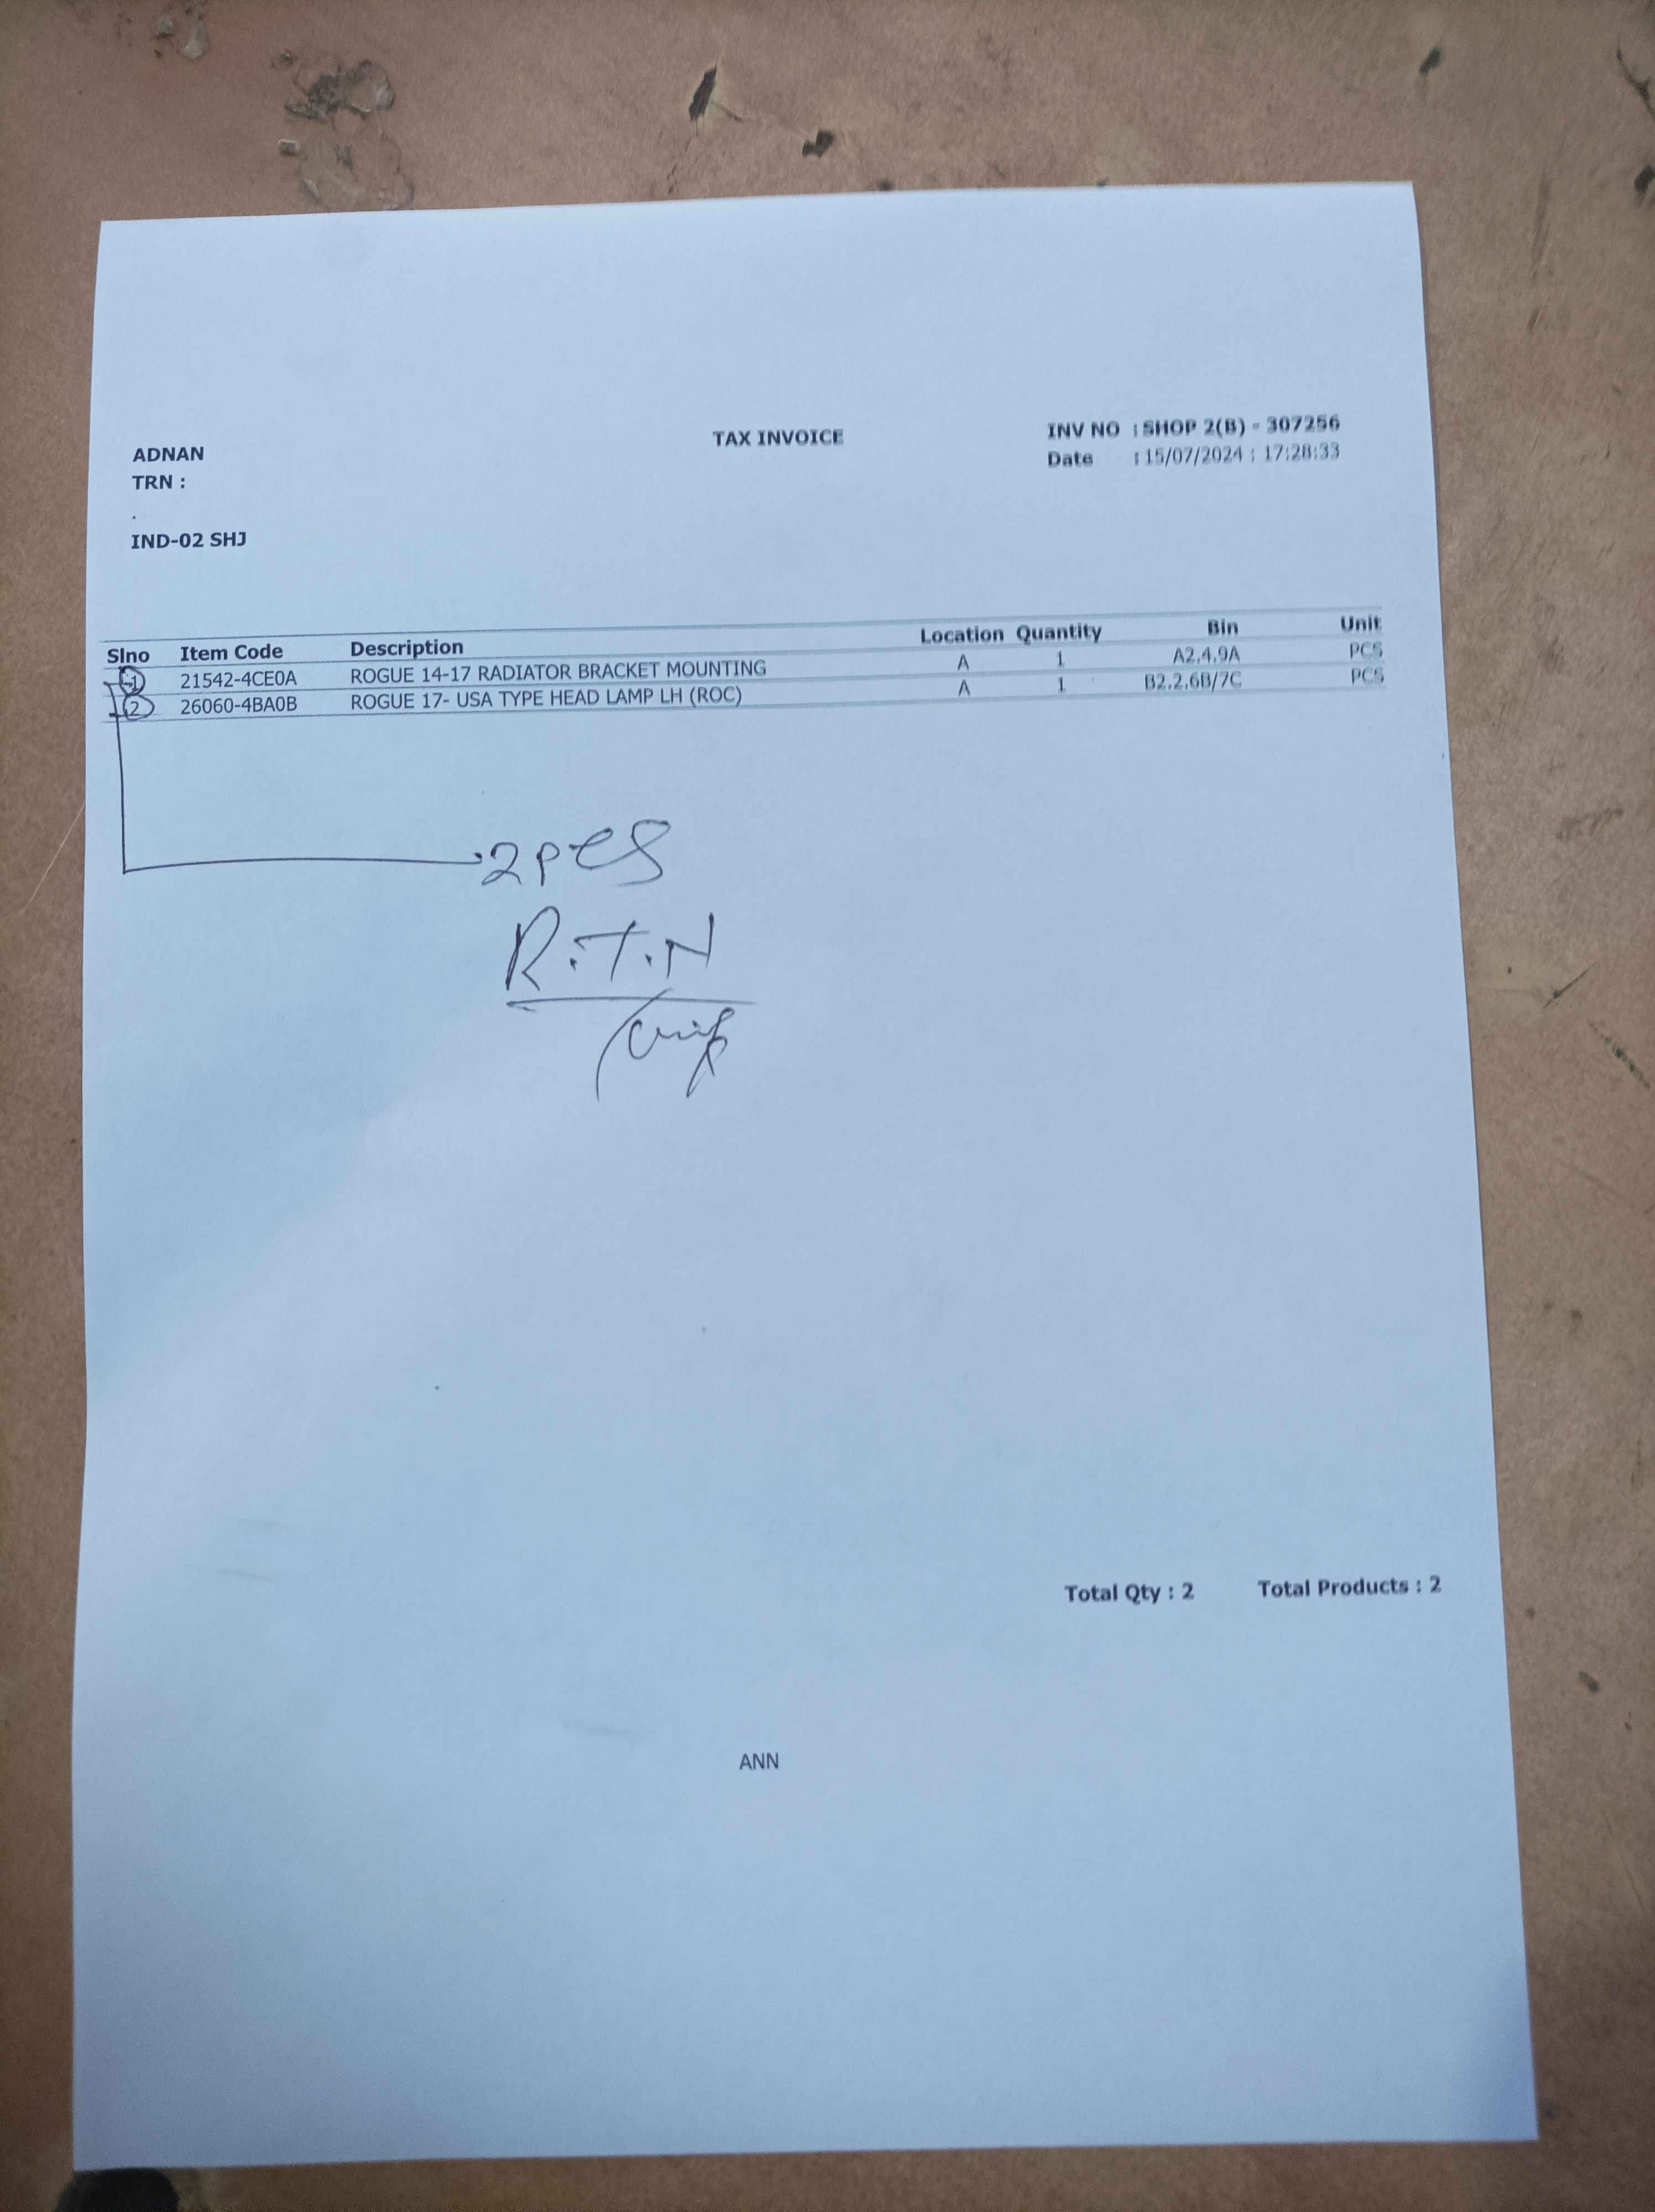 TAX INVOICE
ADNAN
TRN :
.
IND-02 SHJ
INV NO : SHOP 2(B) - 307256
Date : 15/07/2024 : 17:28:33
Slno Item Code Description Location Quantity Bin Unit
1 21542-4CE0A ROGUE 14-17 RADIATOR BRACKET MOUNTING A 1 A2.4.9A PCS
2 26060-4BA0B ROGUE 17- USA TYPE HEAD LAMP LH (ROC) A 1 B2.2.6B/7C PCS
2pcs
R.T.N
Total Qty : 2 Total Products : 2
ANN